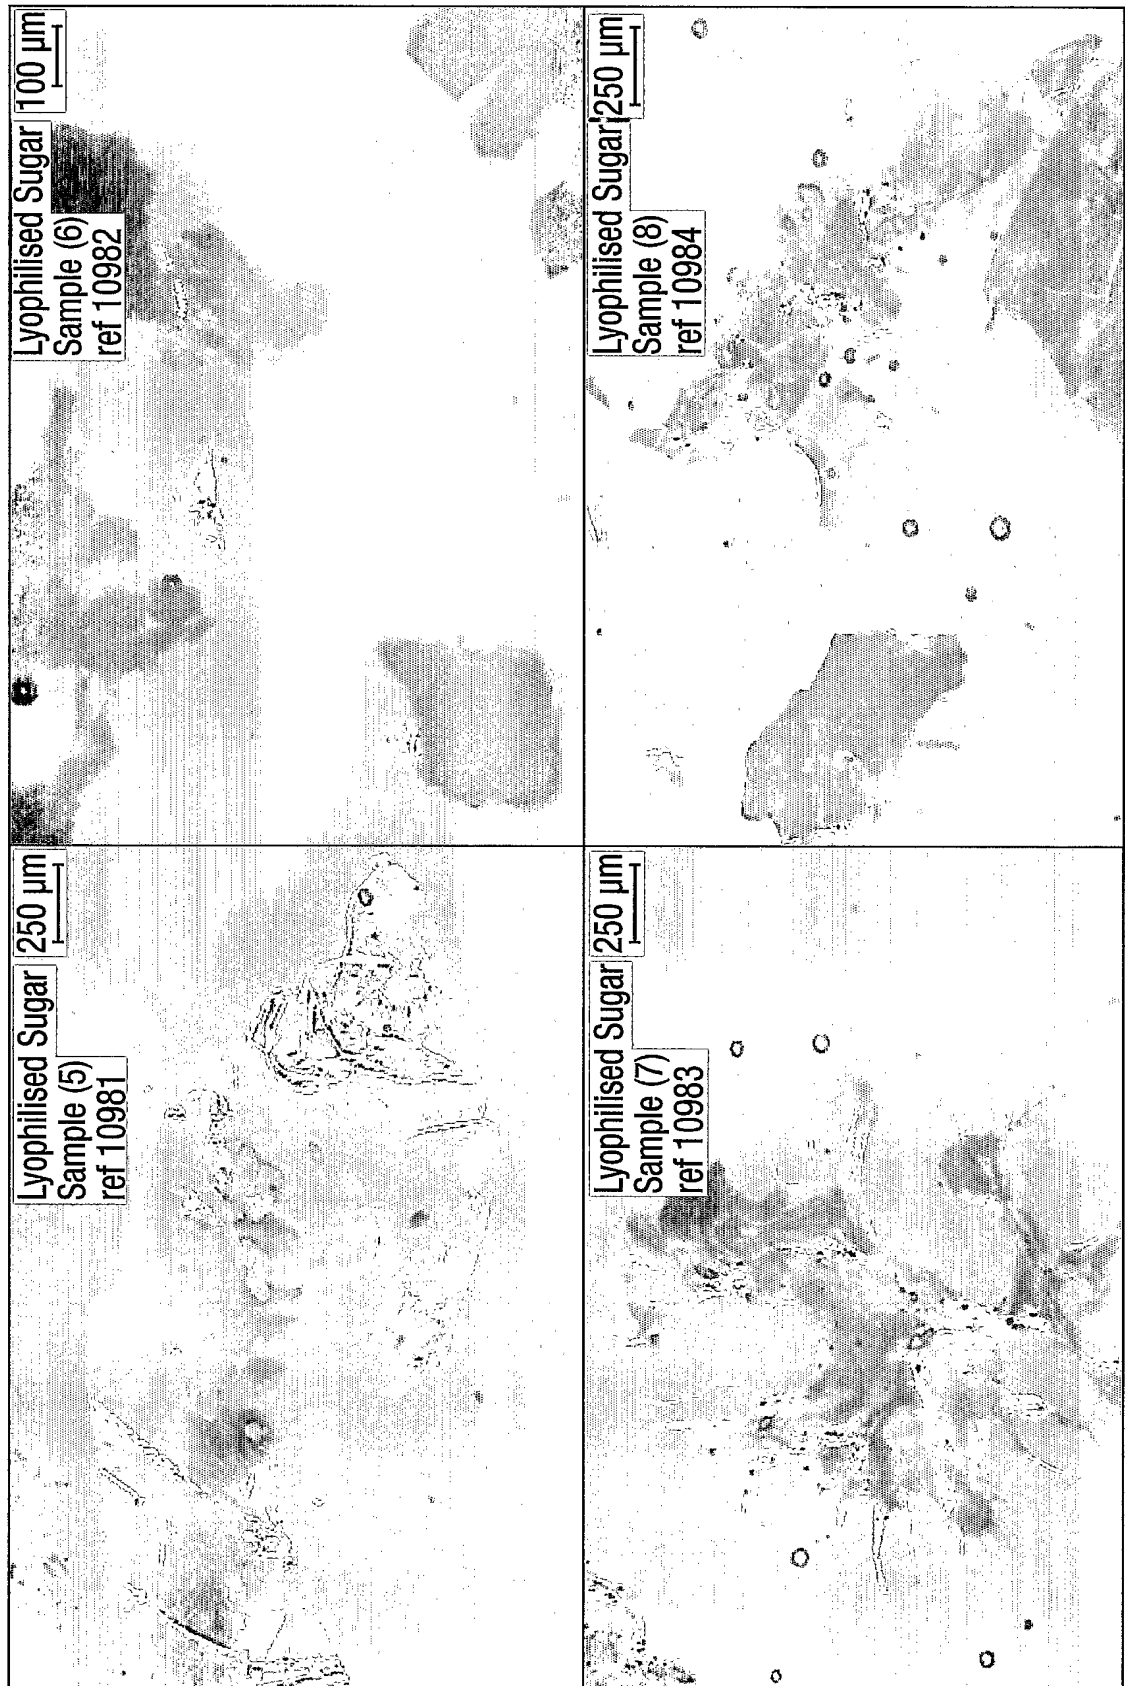 Lyophilised Sugar 250 µm
Sample (5)
ref 10981
Lyophilised Sugar 100 µm
Sample (6)
ref 10982
Lyophilised Sugar 250 µm
Sample (7)
ref 10983
Lyophilised Sugar 250 µm
Sample (8)
ref 10984